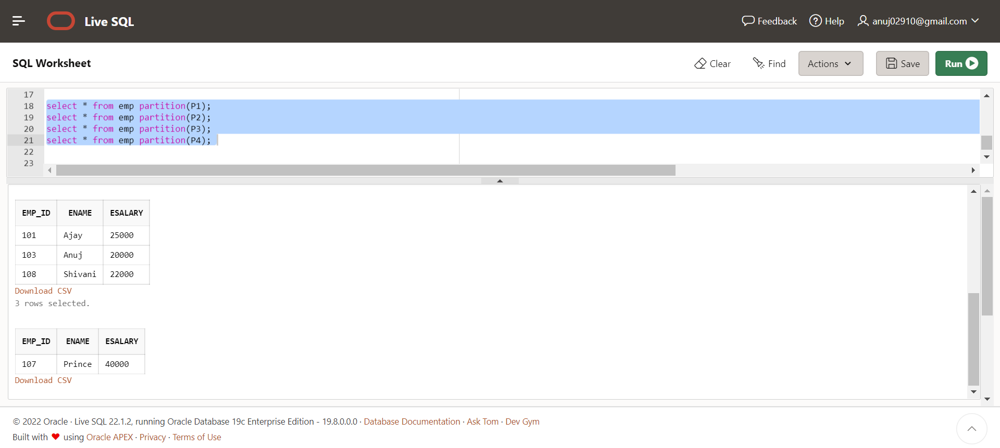 Live SQL
Feedback Help anuj02910@gmail.com
SQL Worksheet
Clear Find Actions Save Run
17
18 select * from emp partition(P1);
19 select * from emp partition(P2);
20 select * from emp partition(P3);
21 select * from emp partition(P4);
22
23
EMP_ID ENAME ESALARY
101 Ajay 25000
103 Anuj 20000
108 Shivani 22000
Download CSV
3 rows selected.
EMP_ID ENAME ESALARY
107 Prince 40000
Download CSV
© 2022 Oracle · Live SQL 22.1.2, running Oracle Database 19c Enterprise Edition - 19.8.0.0.0 · Database Documentation · Ask Tom · Dev Gym
Built with ❤ using Oracle APEX · Privacy · Terms of Use